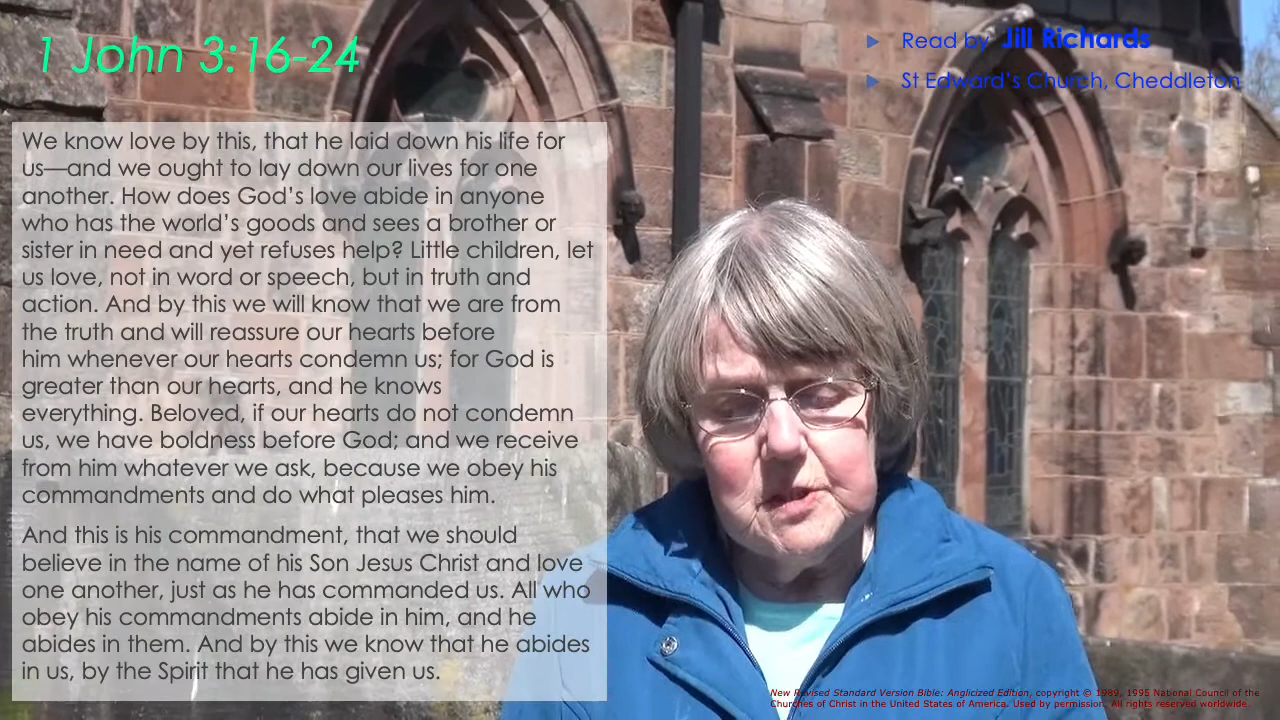 1 John 3:16-24
Read by Jill Richards
St Edward's Church, Cheddleton
We know love by this, that he laid down his life for
us—and we ought to lay down our lives for one
another. How does God's love abide in anyone
who has the world's goods and sees a brother or
sister in need and yet refuses help? Little children, let
us love, not in word or speech, but in truth and
action. And by this we will know that we are from
the truth and will reassure our hearts before
him whenever our hearts condemn us; for God is
greater than our hearts, and he knows
everything. Beloved, if our hearts do not condemn
us, we have boldness before God; and we receive
from him whatever we ask, because we obey his
commandments and do what pleases him.
And this is his commandment, that we should
believe in the name of his Son Jesus Christ and love
one another, just as he has commanded us. All who
obey his commandments abide in him, and he
abides in them. And by this we know that he abides
in us, by the Spirit that he has given us.
New Revised Standard Version Bible: Anglicized Edition, copyright © 1989, 1995 National Council of the
Churches of Christ in the United States of America. Used by permission. All rights reserved worldwide.